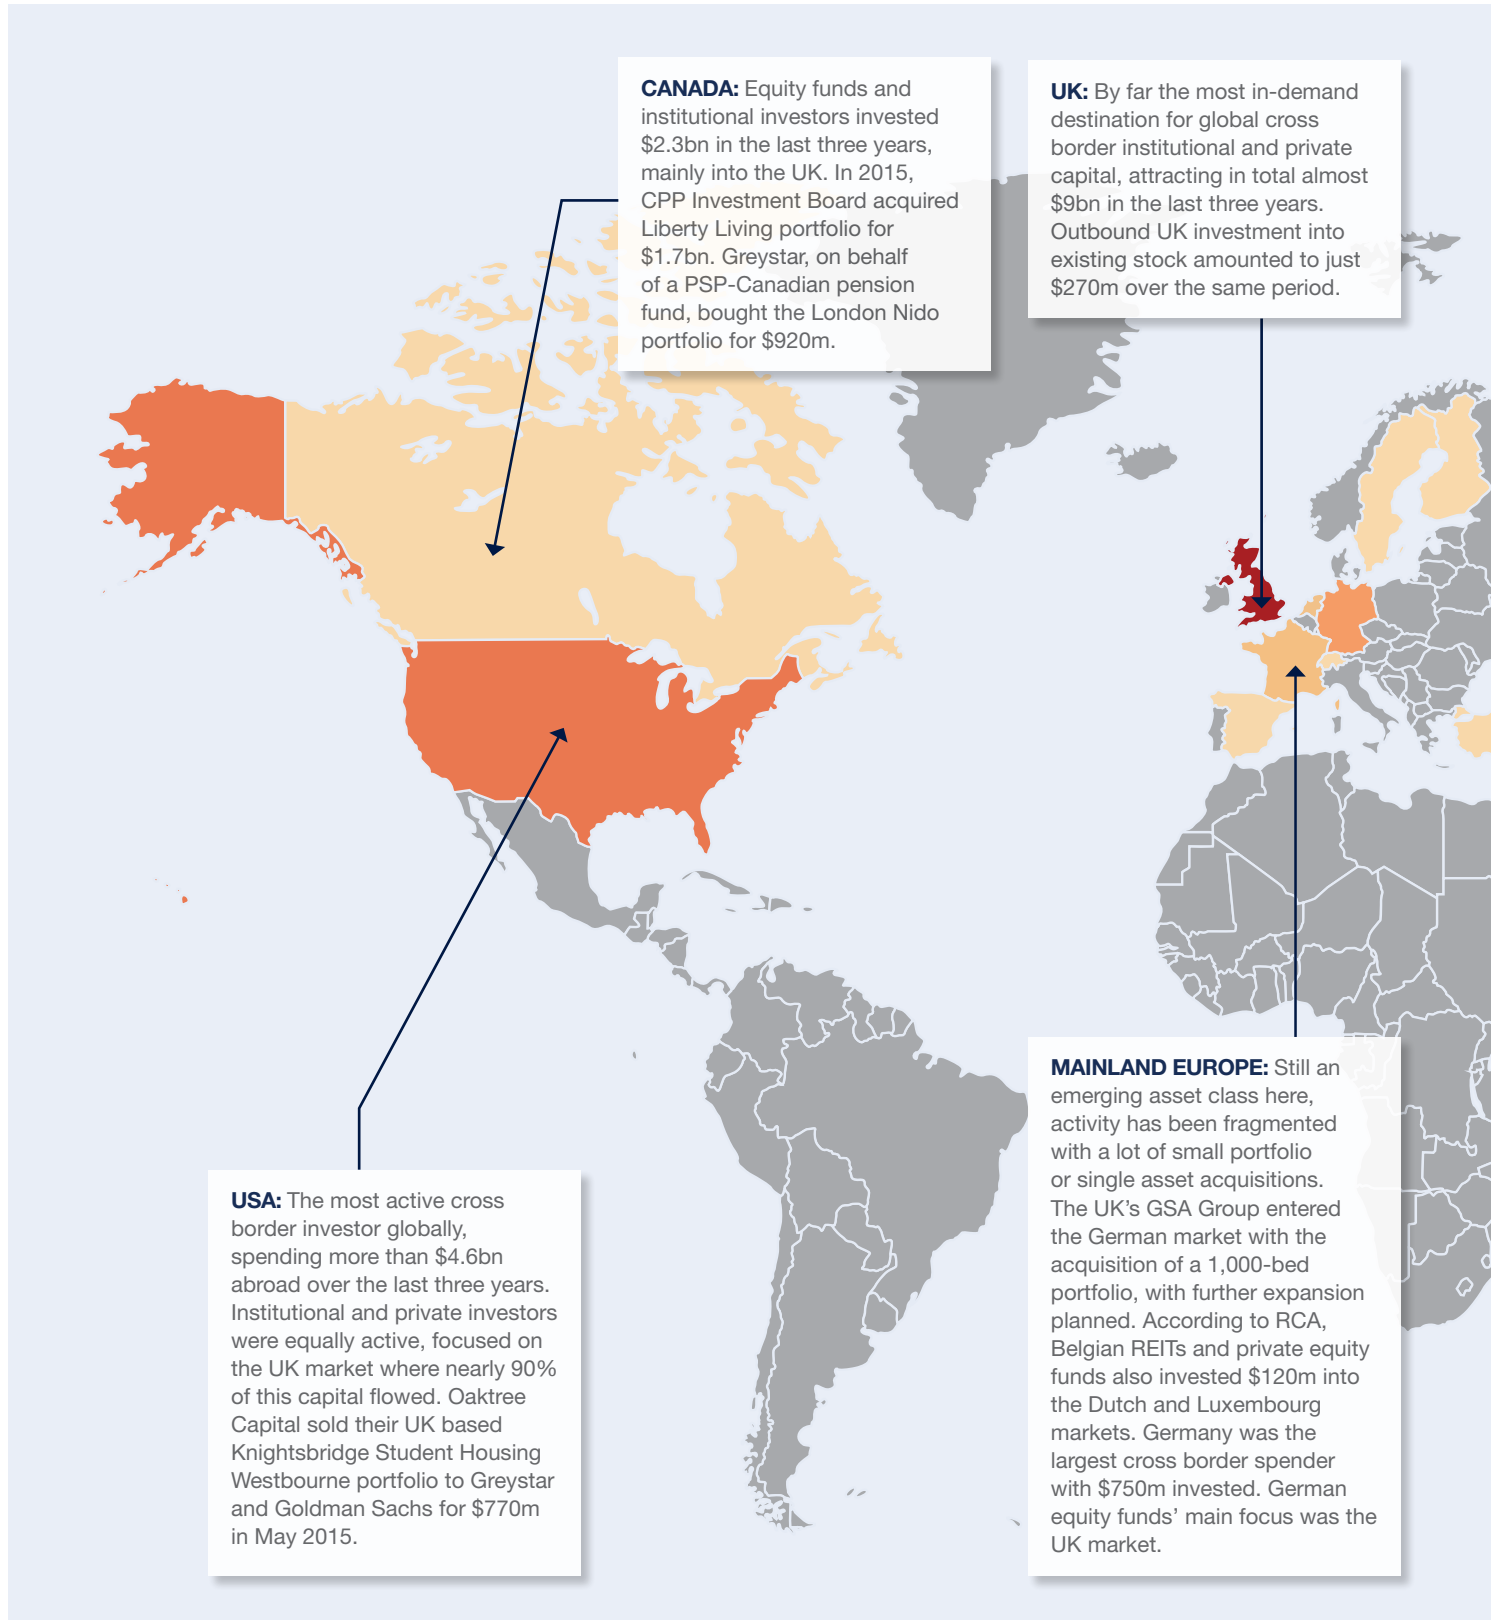 CANADA: Equity funds and
institutional investors invested
$2.3bn in the last three years,
mainly into the UK. In 2015,
CPP Investment Board acquired
Liberty Living portfolio for
$1.7bn. Greystar, on behalf
of a PSP-Canadian pension
fund, bought the London Nido
portfolio for $920m.
UK: By far the most in-demand
destination for global cross
border institutional and private
capital, attracting in total almost
$9bn in the last three years.
Outbound UK investment into
existing stock amounted to just
$270m over the same period.
USA: The most active cross
border investor globally,
spending more than $4.6bn
abroad over the last three years.
Institutional and private investors
were equally active, focused on
the UK market where nearly 90%
of this capital flowed. Oaktree
Capital sold their UK based
Knightsbridge Student Housing
Westbourne portfolio to Greystar
and Goldman Sachs for $770m
in May 2015.
MAINLAND EUROPE: Still an
emerging asset class here,
activity has been fragmented
with a lot of small portfolio
or single asset acquisitions.
The UK's GSA Group entered
the German market with the
acquisition of a 1,000-bed
portfolio, with further expansion
planned. According to RCA,
Belgian REITs and private equity
funds also invested $120m into
the Dutch and Luxembourg
markets. Germany was the
largest cross border spender
with $750m invested. German
equity funds' main focus was the
UK market.